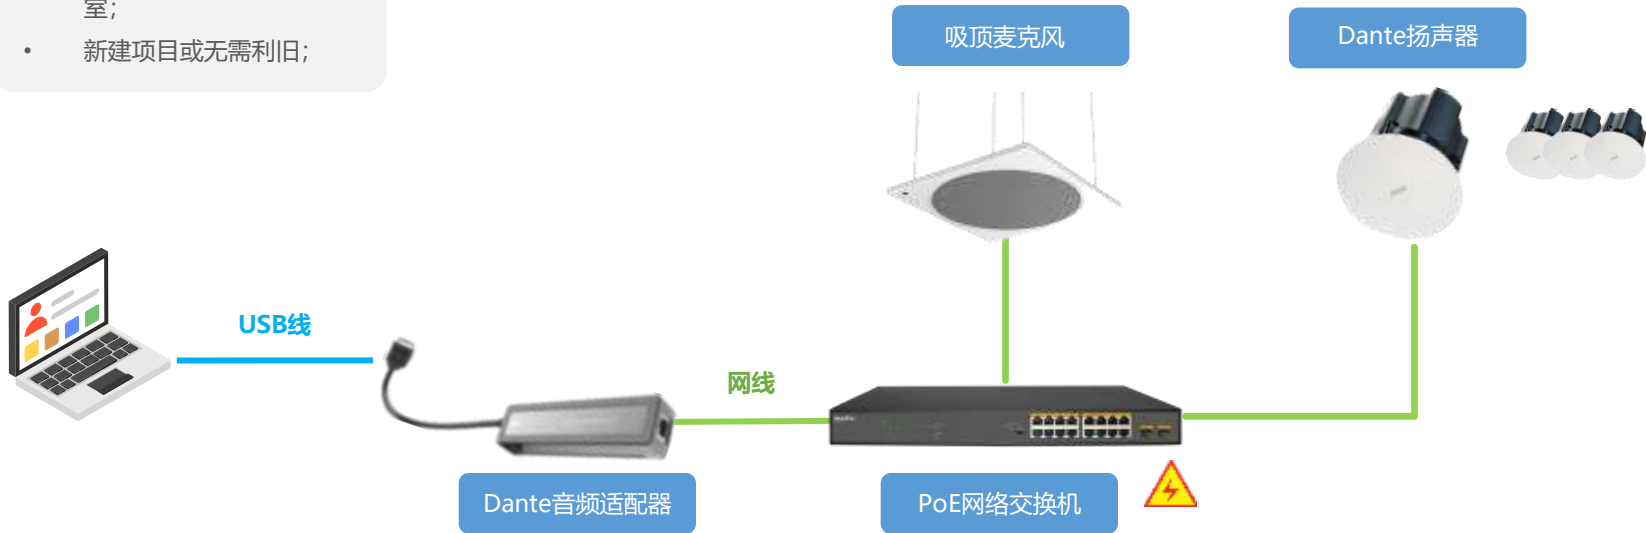 室；
• 新建项目或无需利旧；
吸顶麦克风
Dante扬声器
USB线
网线
Dante音频适配器
PoE网络交换机